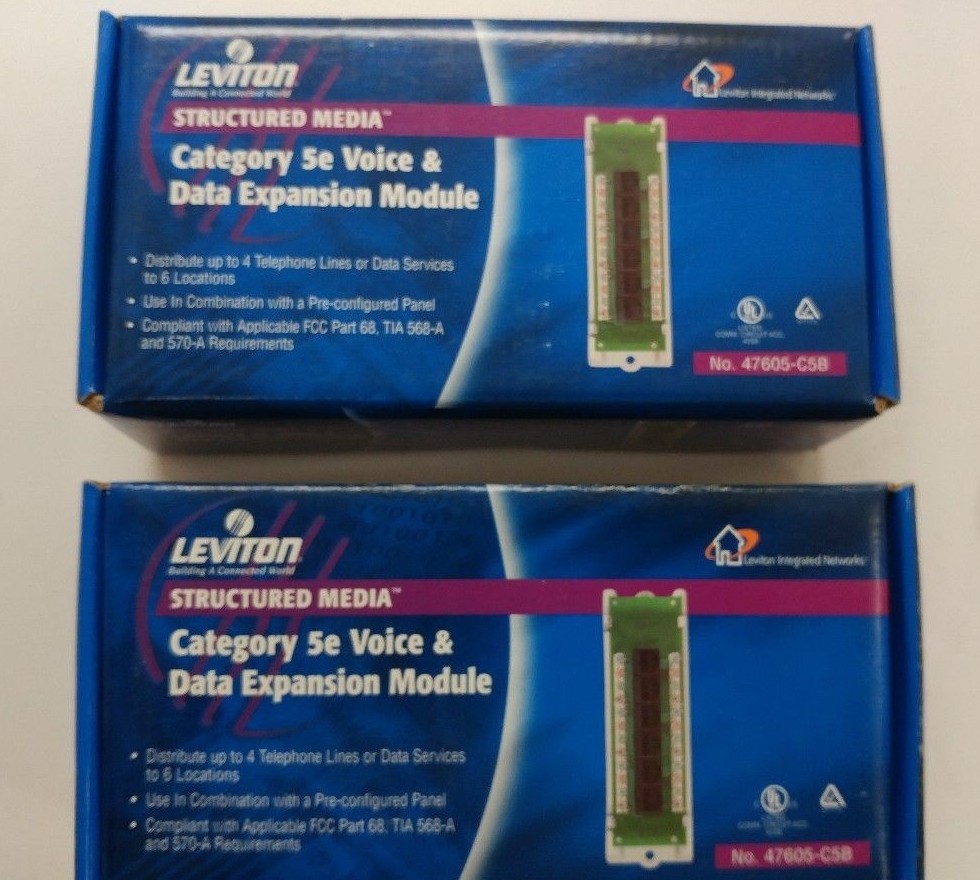 LEVITON
Building A Connected World
Leviton Integrated Networks
STRUCTURED MEDIA™
Category 5e Voice &
Data Expansion Module
• Distribute up to 4 Telephone Lines or Data Services
to 6 Locations
• Use In Combination with a Pre-configured Panel
• Compliant with Applicable FCC Part 68, TIA 568-A
and 570-A Requirements
UL
LISTED
No. 47605-C5B
LEVITON
Building A Connected World
Leviton Integrated Networks
STRUCTURED MEDIA™
Category 5e Voice &
Data Expansion Module
• Distribute up to 4 Telephone Lines or Data Services
to 6 Locations
• Use In Combination with a Pre-configured Panel
• Compliant with Applicable FCC Part 68, TIA 568-A
and 570-A Requirements
UL
No. 47605-C5B